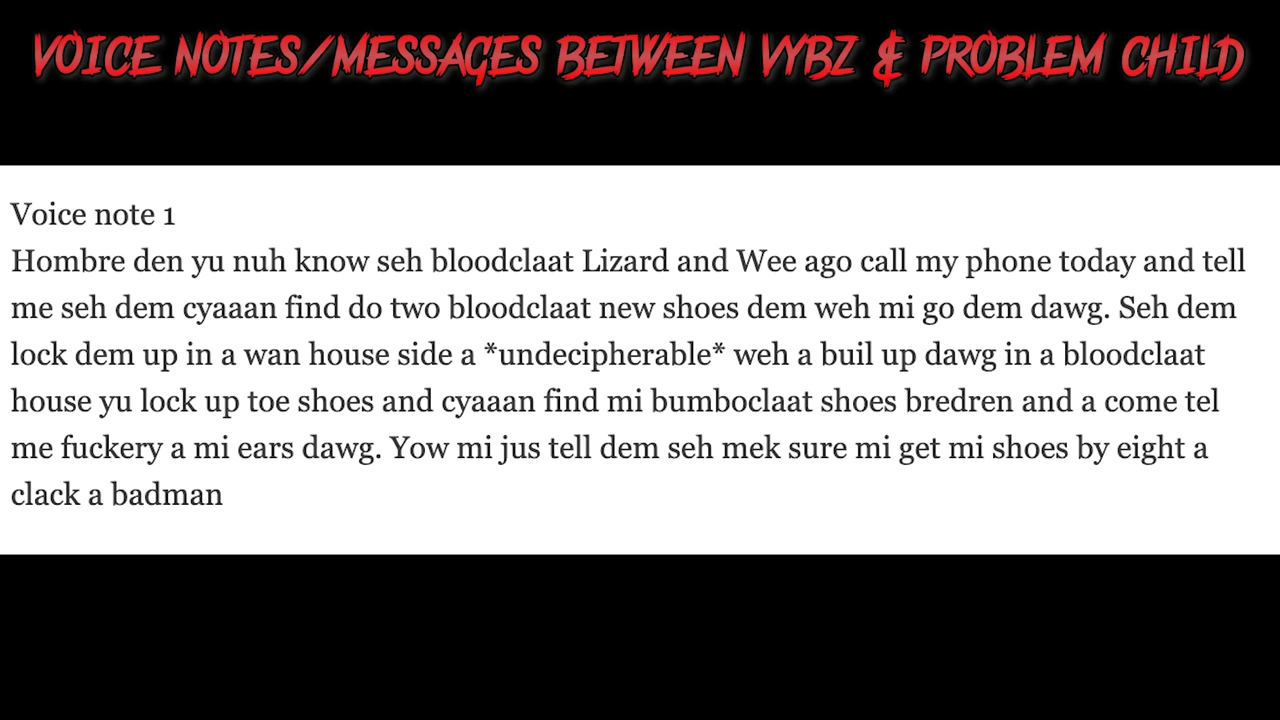 VOICE NOTES/MESSAGES BETWEEN VYBZ & PROBLEM CHILD
Voice note 1
Hombre den yu nuh know seh bloodclaat Lizard and Wee ago call my phone today and tell
me seh dem cyaaan find do two bloodclaat new shoes dem weh mi go dem dawg. Seh dem
lock dem up in a wan house side a *undecipherable* weh a buil up dawg in a bloodclaat
house yu lock up toe shoes and cyaaan find mi bumboclaat shoes bredren and a come tel
me fuckery a mi ears dawg. Yow mi jus tell dem seh mek sure mi get mi shoes by eight a
clack a badman